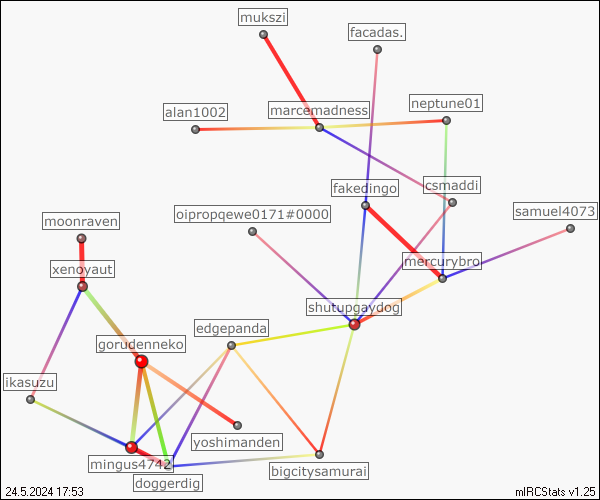 mukszi
facadas.
neptune01
alan1002
marcemadness
fakedingo
csmaddi
oipropqewe0171#0000
samuel4073
moonraven
xenoyaut
mercurybro
shutupgaydog
edgepanda
gorudenneko
ikasuzu
yoshimanden
mingus4742
bigcitysamurai
doggerdig
24.5.2024 17:53
mIRCStats v1.25